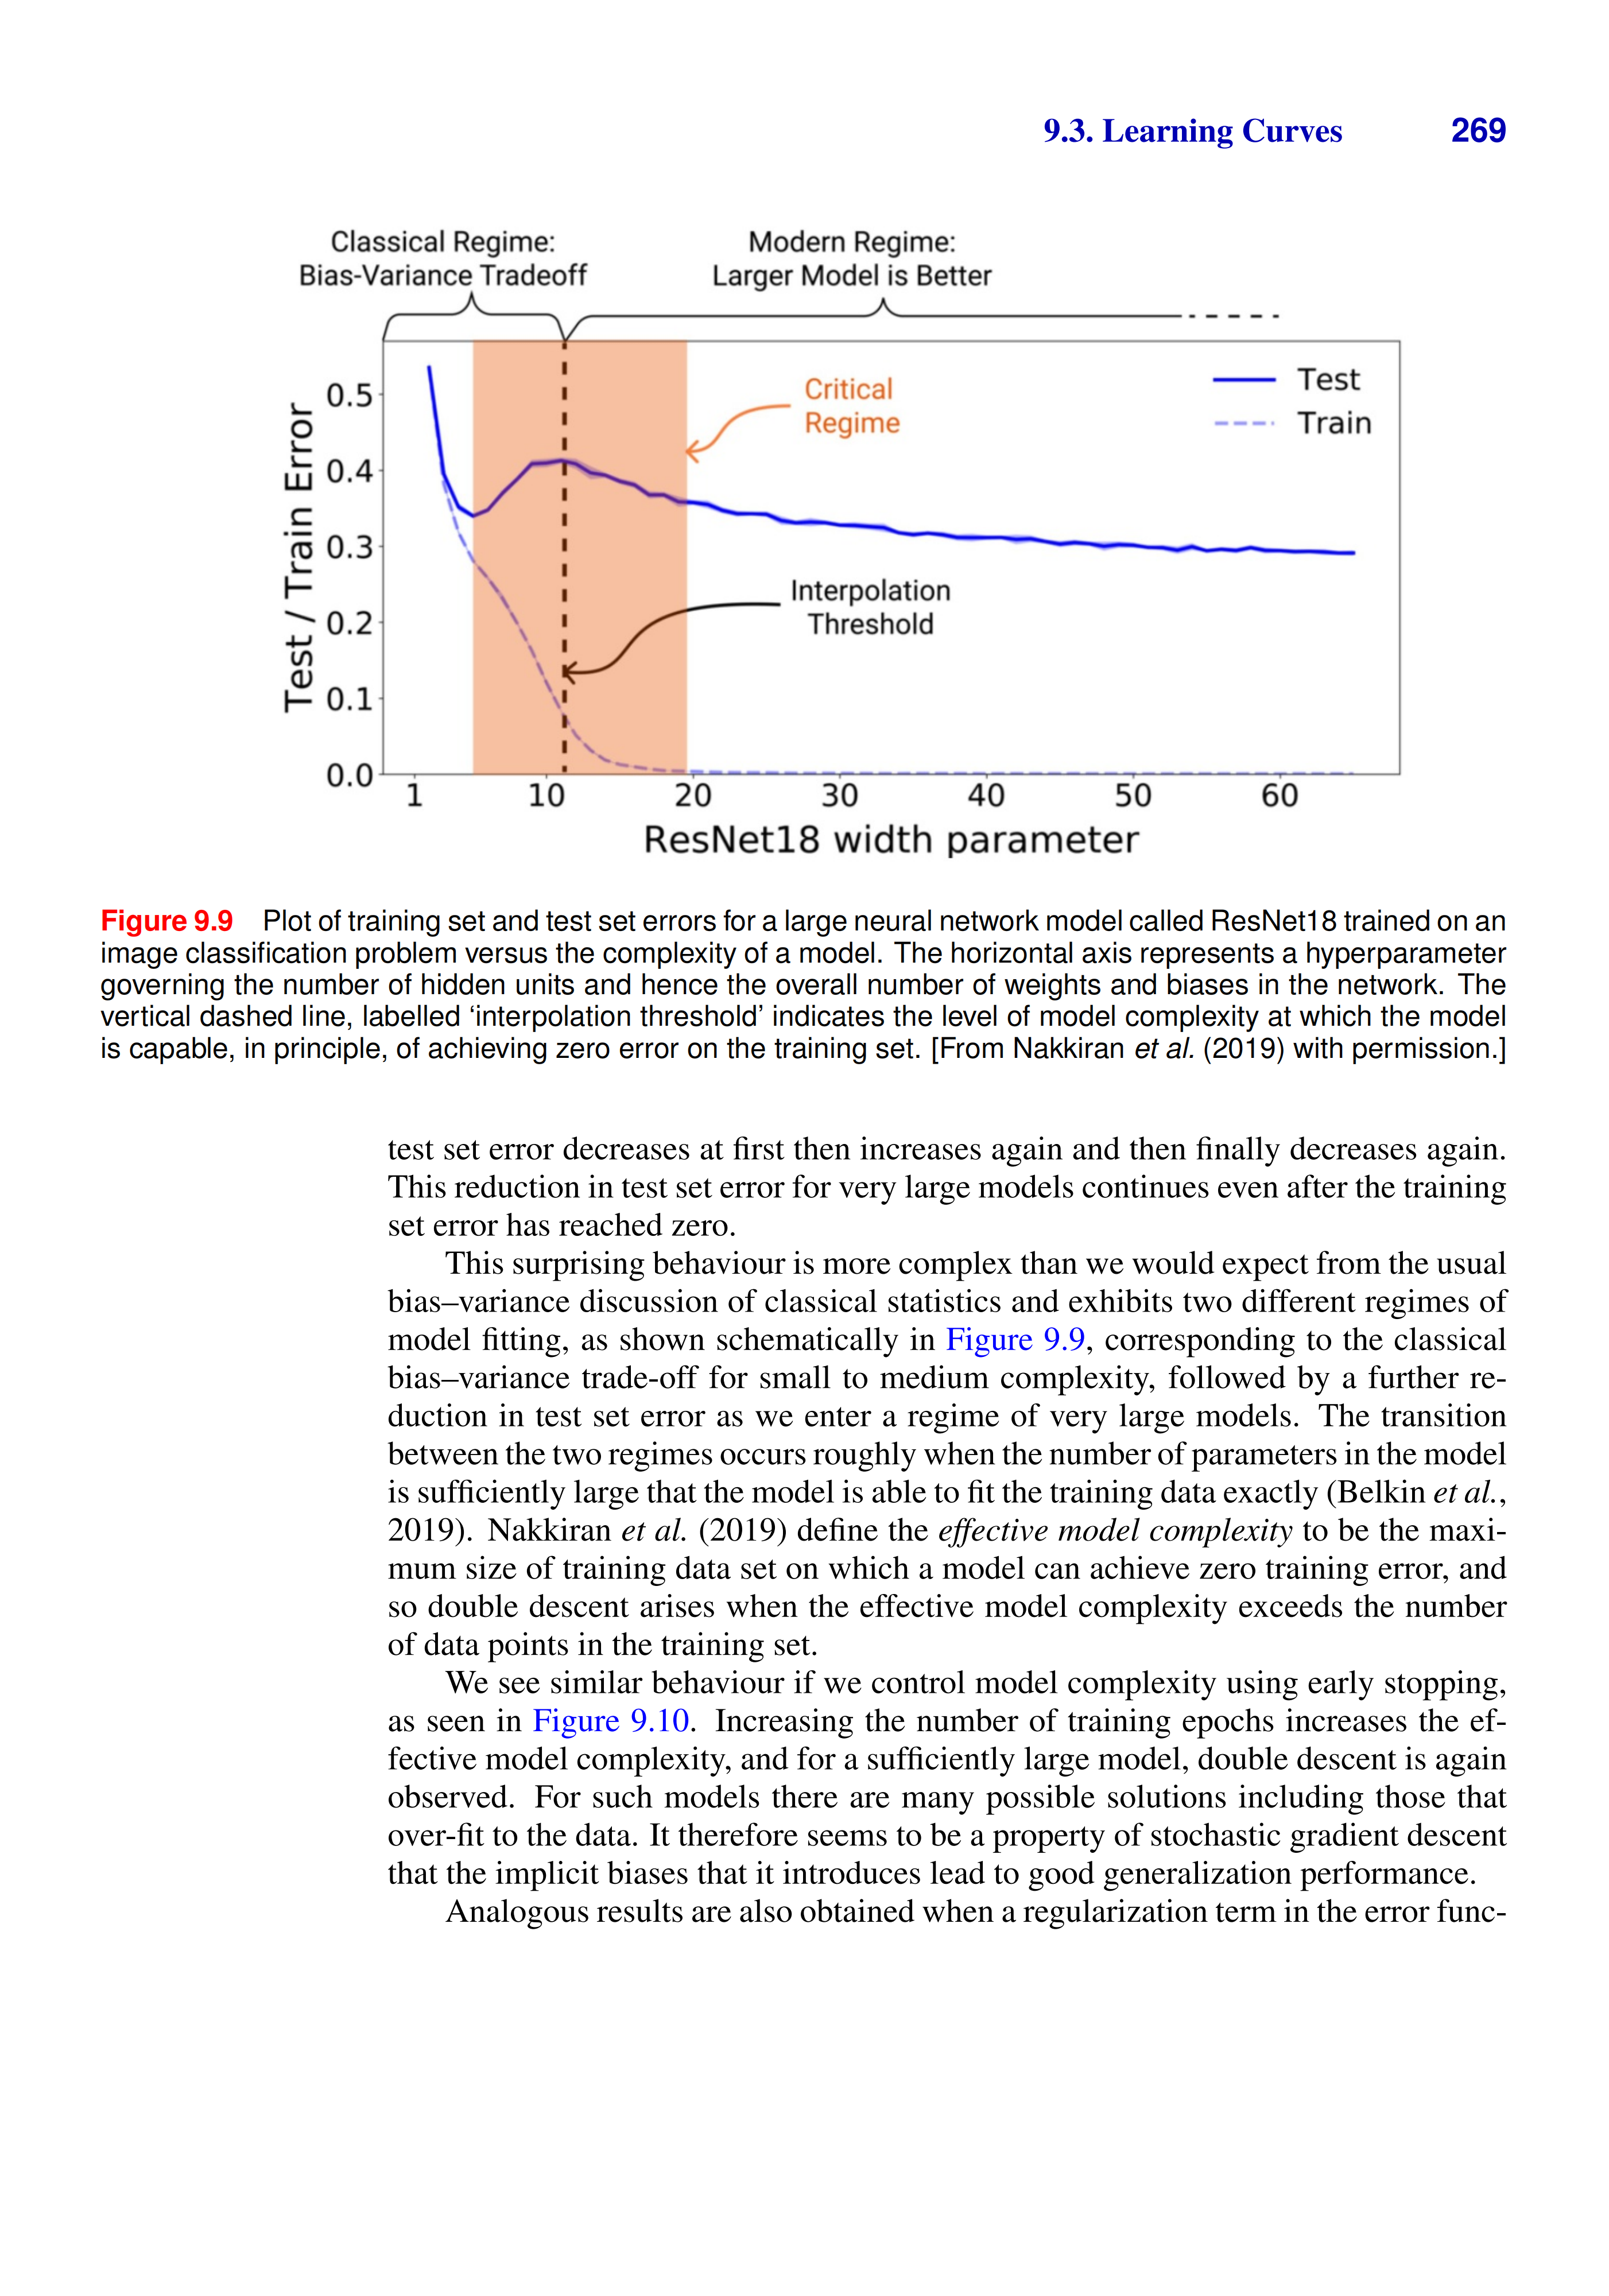 9.3. Learning Curves 269
Classical Regime:
Bias-Variance Tradeoff
Modern Regime:
Larger Model is Better
Critical
Regime
Test
Train
Interpolation
Threshold
Test / Train Error
0.5
0.4
0.3
0.2
0.1
0.0
1 10 20 30 40 50 60
ResNet18 width parameter
Figure 9.9 Plot of training set and test set errors for a large neural network model called ResNet18 trained on an
image classification problem versus the complexity of a model. The horizontal axis represents a hyperparameter
governing the number of hidden units and hence the overall number of weights and biases in the network. The
vertical dashed line, labelled ‘interpolation threshold’ indicates the level of model complexity at which the model
is capable, in principle, of achieving zero error on the training set. [From Nakkiran et al. (2019) with permission.]
test set error decreases at first then increases again and then finally decreases again.
This reduction in test set error for very large models continues even after the training
set error has reached zero.
This surprising behaviour is more complex than we would expect from the usual
bias–variance discussion of classical statistics and exhibits two different regimes of
model fitting, as shown schematically in Figure 9.9, corresponding to the classical
bias–variance trade-off for small to medium complexity, followed by a further re-
duction in test set error as we enter a regime of very large models. The transition
between the two regimes occurs roughly when the number of parameters in the model
is sufficiently large that the model is able to fit the training data exactly (Belkin et al.,
2019). Nakkiran et al. (2019) define the effective model complexity to be the maxi-
mum size of training data set on which a model can achieve zero training error, and
so double descent arises when the effective model complexity exceeds the number
of data points in the training set.
We see similar behaviour if we control model complexity using early stopping,
as seen in Figure 9.10. Increasing the number of training epochs increases the ef-
fective model complexity, and for a sufficiently large model, double descent is again
observed. For such models there are many possible solutions including those that
over-fit to the data. It therefore seems to be a property of stochastic gradient descent
that the implicit biases that it introduces lead to good generalization performance.
Analogous results are also obtained when a regularization term in the error func-